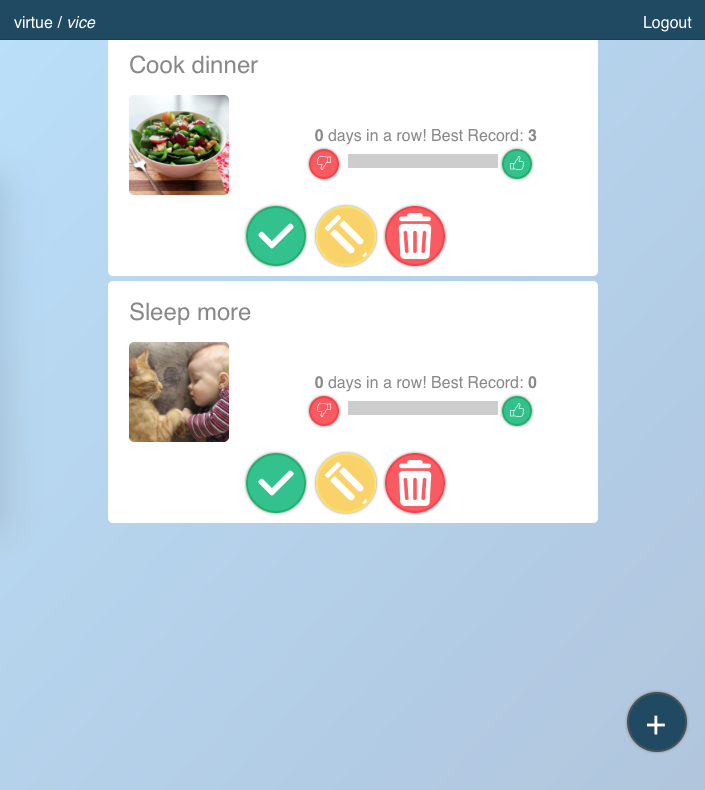 virtue / vice
Logout
Cook dinner
0 days in a row! Best Record: 3
Sleep more
0 days in a row! Best Record: 0
+